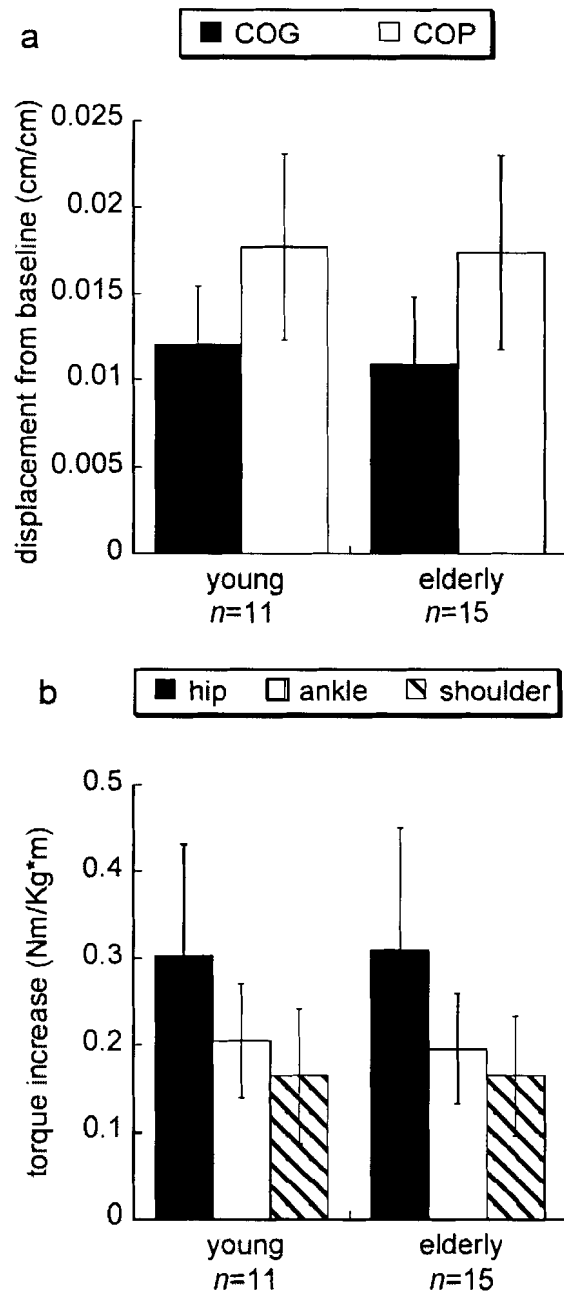 a
COG COP
displacement from baseline (cm/cm)
0.025
0.02
0.015
0.01
0.005
0
young elderly
n=11 n=15
b
hip ankle shoulder
torque increase (Nm/Kg*m)
0.5
0.4
0.3
0.2
0.1
0
young elderly
n=11 n=15